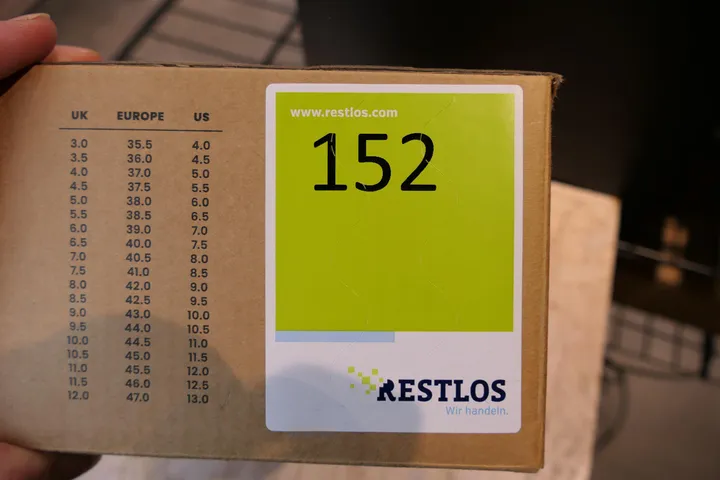 UK EUROPE US
3.0 35.5 4.0
3.5 36.0 4.5
4.0 37.0 5.0
4.5 37.5 5.5
5.0 38.0 6.0
5.5 38.5 6.5
6.0 39.0 7.0
6.5 40.0 7.5
7.0 40.5 8.0
7.5 41.0 8.5
8.0 42.0 9.0
8.5 42.5 9.5
9.0 43.0 10.0
9.5 44.0 10.5
10.0 44.5 11.0
10.5 45.0 11.5
11.0 45.5 12.0
11.5 46.0 12.5
12.0 47.0 13.0
www.restlos.com
152
RESTLOS
Wir handeln.